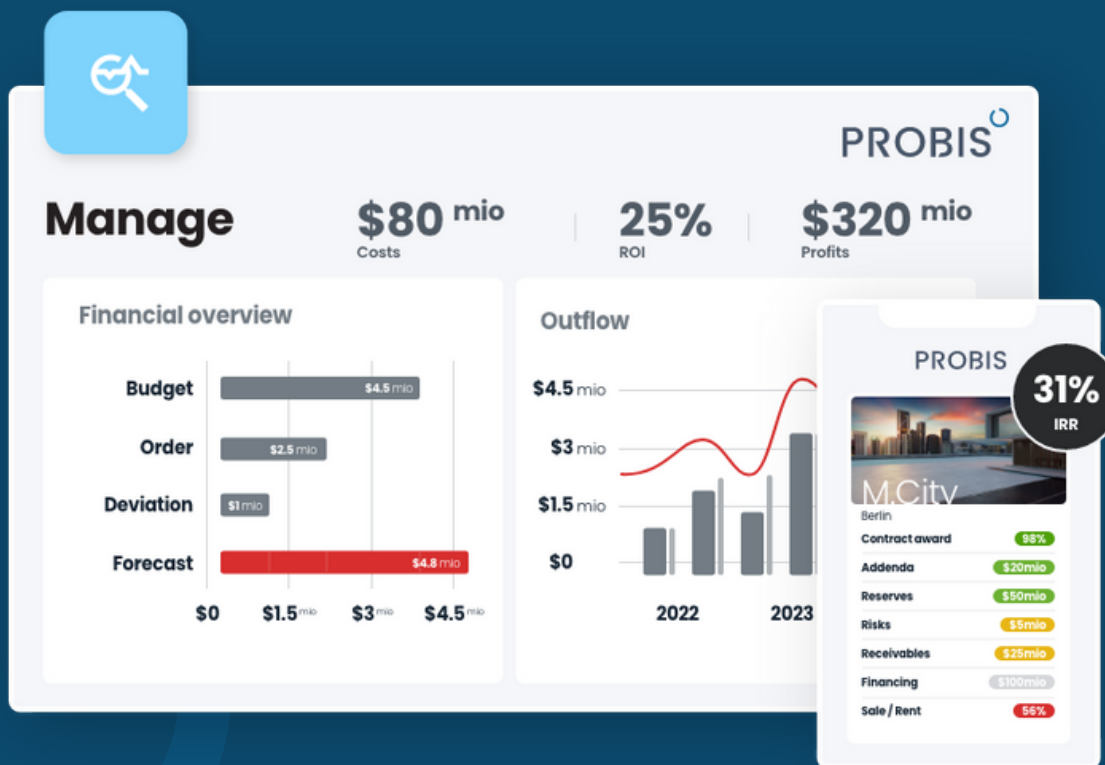 PROBIS
Manage
$80 mio
Costs
25%
ROI
$320 mio
Profits
Financial overview
Budget
$4.5 mio
Order
$2.5 mio
Deviation
$1 mio
Forecast
$4.8 mio
$0 $1.5 mio $3 mio $4.5 mio
Outflow
$4.5 mio
$3 mio
$1.5 mio
$0
2022 2023
PROBIS
31%
IRR
M.City
Berlin
Contract award 98%
Addenda $20mio
Reserves $50mio
Risks $5mio
Receivables $25mio
Financing $100mio
Sale / Rent 56%